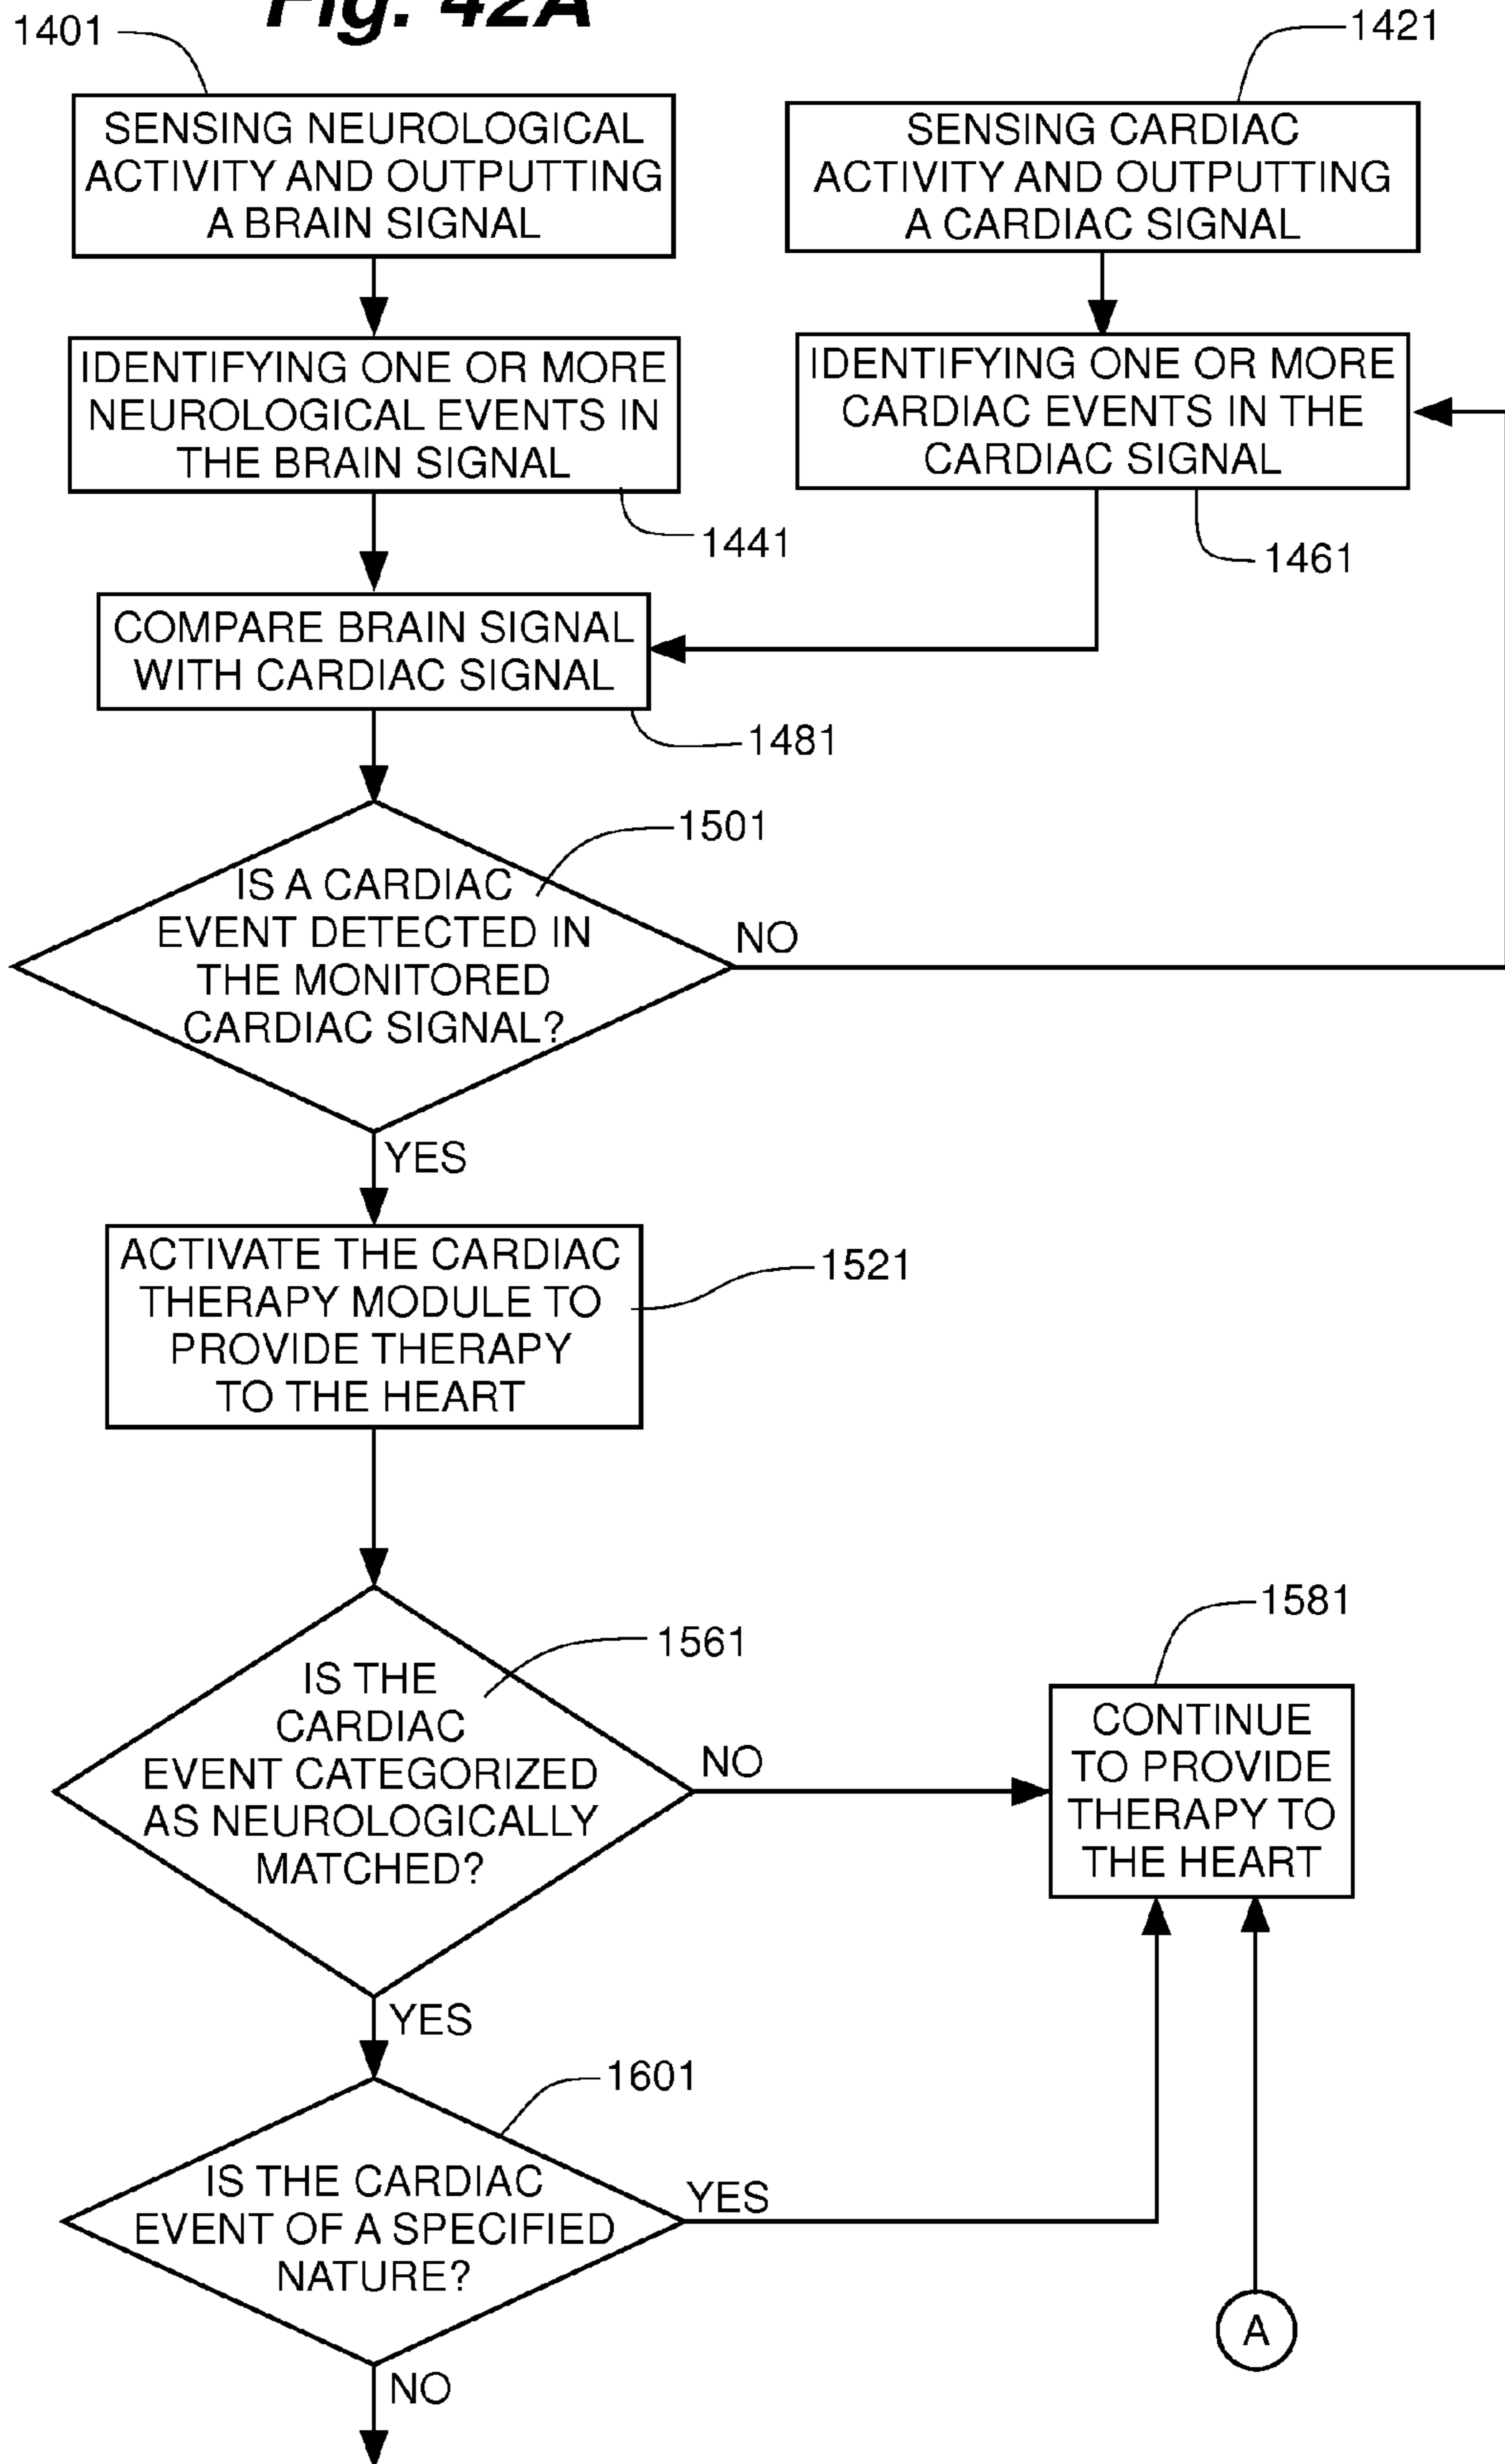 Fig. 42A
1401
1421
SENSING NEUROLOGICAL
ACTIVITY AND OUTPUTTING
A BRAIN SIGNAL
SENSING CARDIAC
ACTIVITY AND OUTPUTTING
A CARDIAC SIGNAL
IDENTIFYING ONE OR MORE
NEUROLOGICAL EVENTS IN
THE BRAIN SIGNAL
1441
IDENTIFYING ONE OR MORE
CARDIAC EVENTS IN THE
CARDIAC SIGNAL
1461
COMPARE BRAIN SIGNAL
WITH CARDIAC SIGNAL
1481
1501
IS A CARDIAC
EVENT DETECTED IN
THE MONITORED
CARDIAC SIGNAL?
NO
YES
ACTIVATE THE CARDIAC
THERAPY MODULE TO
PROVIDE THERAPY
TO THE HEART
1521
1561
IS THE
CARDIAC
EVENT CATEGORIZED
AS NEUROLOGICALLY
MATCHED?
NO
1581
CONTINUE
TO PROVIDE
THERAPY TO
THE HEART
YES
1601
IS THE CARDIAC
EVENT OF A SPECIFIED
NATURE?
YES
A
NO